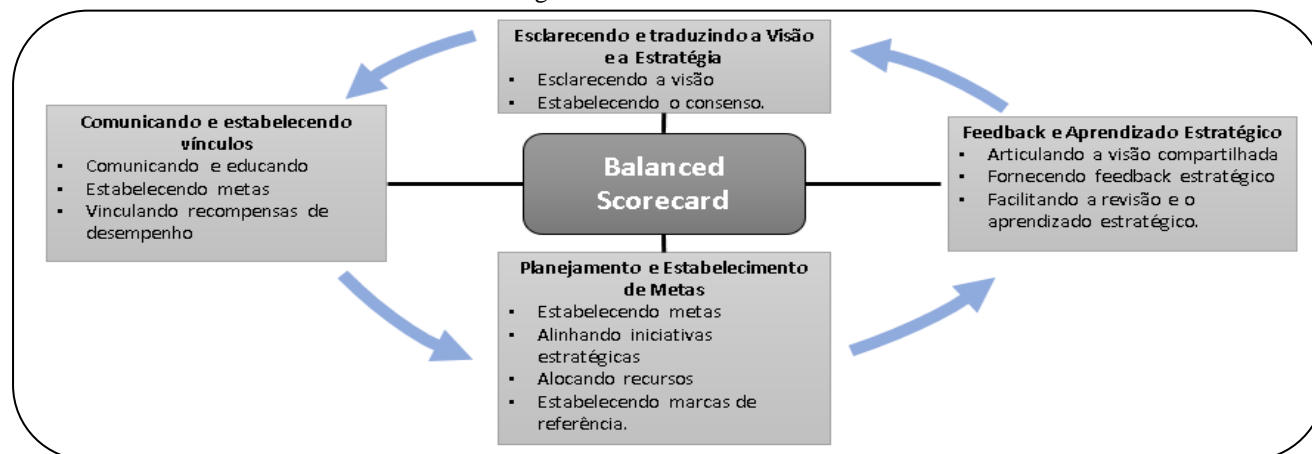 Esclarecendo e traduzindo a Visão
e a Estratégia
▪ Esclarecendo a visão
▪ Estabelecendo o consenso.
Comunicando e estabelecendo
vínculos
▪ Comunicando e educando
▪ Estabelecendo metas
▪ Vinculando recompensas de
desempenho
Balanced
Scorecard
Feedback e Aprendizado Estratégico
▪ Articulando a visão compartilhada
▪ Fornecendo feedback estratégico
▪ Facilitando a revisão e o
aprendizado estratégico.
Planejamento e Estabelecimento
de Metas
▪ Estabelecendo metas
▪ Alinhando iniciativas
estratégicas
▪ Alocando recursos
▪ Estabelecendo marcas de
referência.